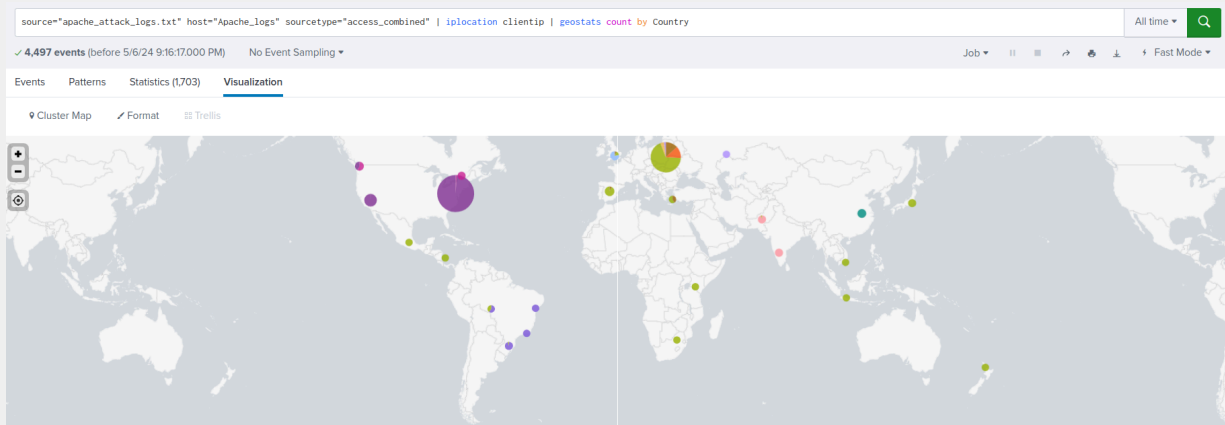 source="apache_attack_logs.txt" host="Apache_logs" sourcetype="access_combined" | iplocation clientip | geostats count by Country All time ▾
✓ 4,497 events (before 5/6/24 9:16:17.000 PM) No Event Sampling ▾ Job ▾ Fast Mode ▾
Events Patterns Statistics (1,703) Visualization
Cluster Map Format Trellis
+
−